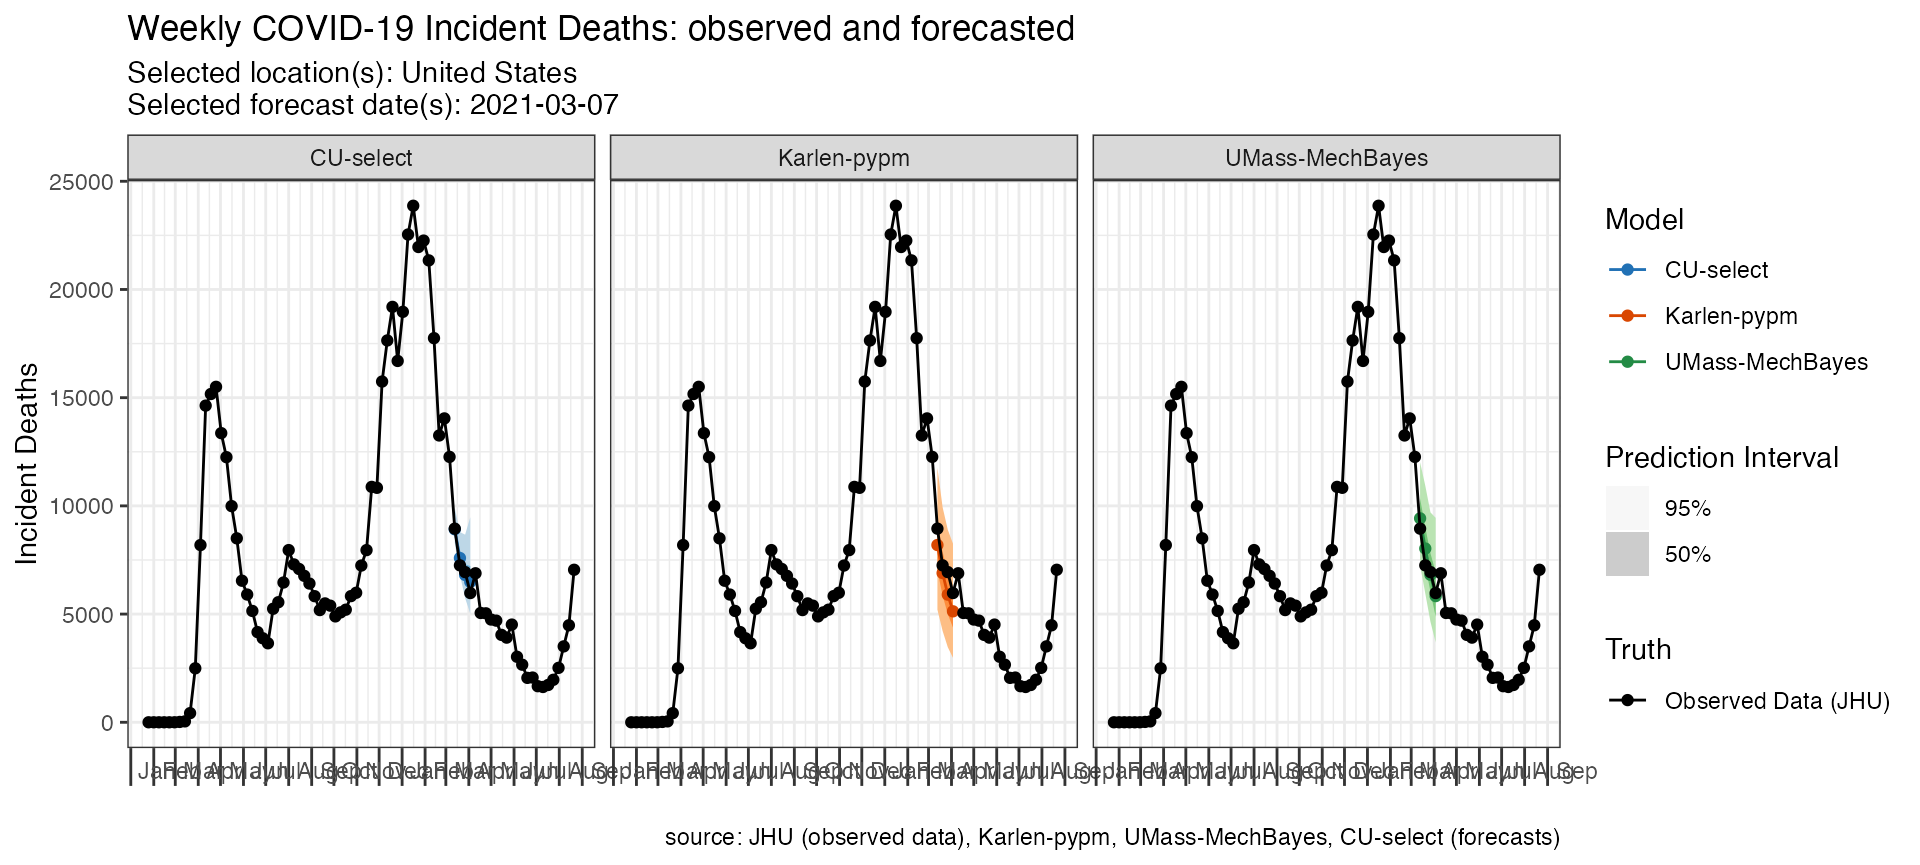 Weekly COVID-19 Incident Deaths: observed and forecasted
Selected location(s): United States
Selected forecast date(s): 2021-03-07
CU-select
Karlen-pypm
UMass-MechBayes
Incident Deaths
25000
20000
15000
10000
5000
0
Model
CU-select
Karlen-pypm
UMass-MechBayes
Prediction Interval
95%
50%
Truth
Observed Data (JHU)
source: JHU (observed data), Karlen-pypm, UMass-MechBayes, CU-select (forecasts)